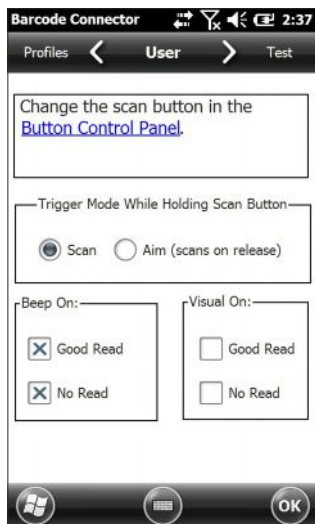 Barcode Connector 2:37
Profiles User Test
Change the scan button in the
Button Control Panel.
Trigger Mode While Holding Scan Button
Scan Aim (scans on release)
Beep On: Visual On:
Good Read Good Read
No Read No Read
OK